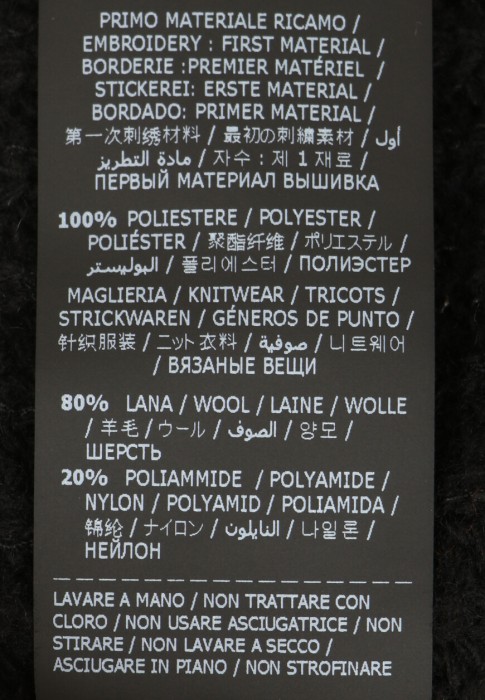 PRIMO MATERIALE RICAMO /
EMBROIDERY : FIRST MATERIAL /
BORDERIE :PREMIER MATÉRIEL /
STICKEREI: ERSTE MATERIAL /
BORDADO: PRIMER MATERIAL /
第一次刺绣材料 / 最初の刺繍素材 / أول
مادة التطريز / 자수 : 제 1 재료 /
ПЕРВЫЙ МАТЕРИАЛ ВЫШИВКА
100% POLIESTERE / POLYESTER /
POLIÉSTER / 聚酯纤维 / ポリエステル /
البوليستر / 폴리에스터 / ПОЛИЭСТЕР
MAGLIERIA / KNITWEAR / TRICOTS /
STRICKWAREN / GÉNEROS DE PUNTO /
针织服装 / ニット衣料 / صوفية / 니트웨어
/ ВЯЗАНЫЕ ВЕЩИ
80% LANA / WOOL / LAINE / WOLLE
/ 羊毛 / ウール / الصوف / 양모 /
ШЕРСТЬ
20% POLIAMMIDE / POLYAMIDE /
NYLON / POLYAMID / POLIAMIDA /
锦纶 / ナイロン / النايلون / 나일론 /
НЕЙЛОН
LAVARE A MANO / NON TRATTARE CON
CLORO / NON USARE ASCIUGATRICE / NON
STIRARE / NON LAVARE A SECCO /
ASCIUGARE IN PIANO / NON STROFINARE